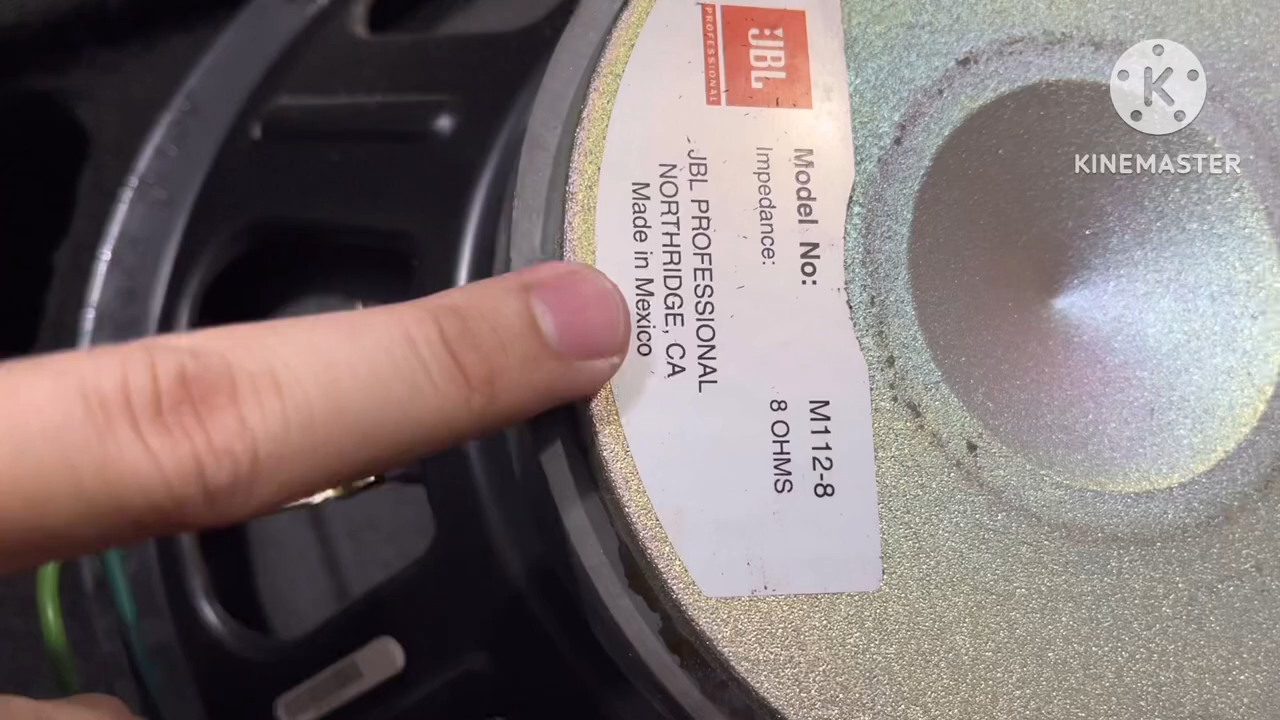 JBL
PROFESSIONAL
Model No: M112-8
Impedance: 8 OHMS
JBL PROFESSIONAL
NORTHRIDGE, CA
Made in Mexico
K
KINEMASTER